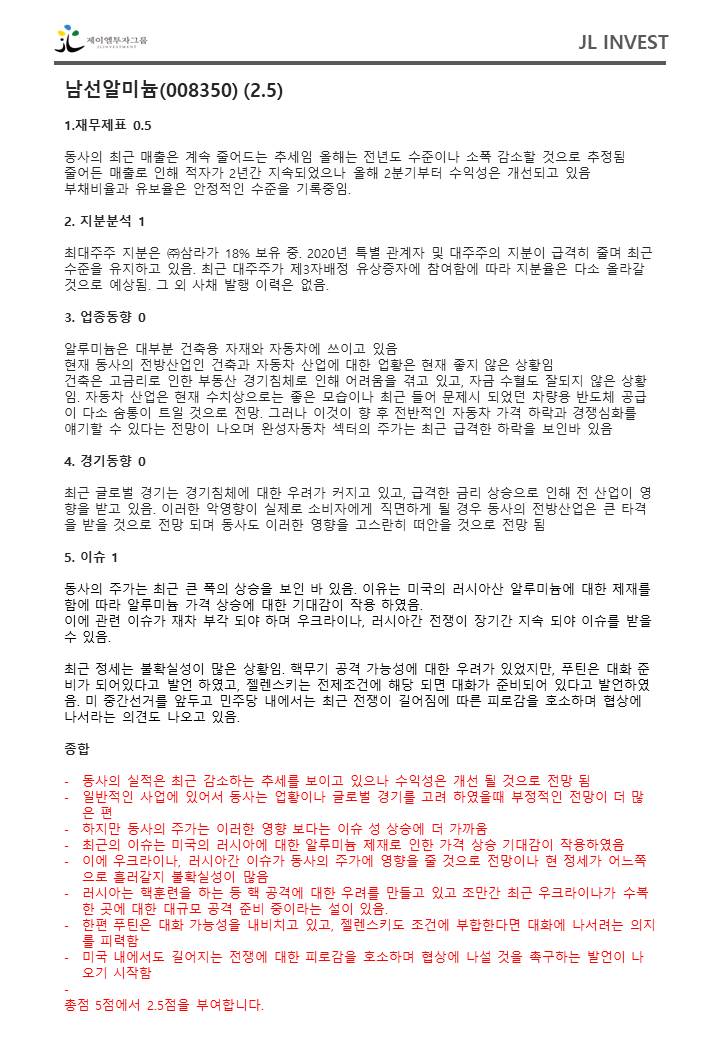 제이엘투자그룹
JLINVESTMENT
JL INVEST
남선알미늄(008350) (2.5)
1.재무제표 0.5
동사의 최근 매출은 계속 줄어드는 추세임 올해는 전년도 수준이나 소폭 감소할 것으로 추정됨
줄어든 매출로 인해 적자가 2년간 지속되었으나 올해 2분기부터 수익성은 개선되고 있음
부채비율과 유보율은 안정적인 수준을 기록중임.
2. 지분분석 1
최대주주 지분은 ㈜삼라가 18% 보유 중. 2020년 특별 관계자 및 대주주의 지분이 급격히 줄며 최근
수준을 유지하고 있음. 최근 대주주가 제3자배정 유상증자에 참여함에 따라 지분율은 다소 올라갈
것으로 예상됨. 그 외 사채 발행 이력은 없음.
3. 업종동향 0
알루미늄은 대부분 건축용 자재와 자동차에 쓰이고 있음
현재 동사의 전방산업인 건축과 자동차 산업에 대한 업황은 현재 좋지 않은 상황임
건축은 고금리로 인한 부동산 경기침체로 인해 어려움을 겪고 있고, 자금 수혈도 잘되지 않은 상황
임. 자동차 산업은 현재 수치상으로는 좋은 모습이나 최근 들어 문제시 되었던 차량용 반도체 공급
이 다소 숨통이 트일 것으로 전망. 그러나 이것이 향 후 전반적인 자동차 가격 하락과 경쟁심화를
얘기할 수 있다는 전망이 나오며 완성자동차 섹터의 주가는 최근 급격한 하락을 보인바 있음
4. 경기동향 0
최근 글로벌 경기는 경기침체에 대한 우려가 커지고 있고, 급격한 금리 상승으로 인해 전 산업이 영
향을 받고 있음. 이러한 악영향이 실제로 소비자에게 직면하게 될 경우 동사의 전방산업은 큰 타격
을 받을 것으로 전망 되며 동사도 이러한 영향을 고스란히 떠안을 것으로 전망 됨
5. 이슈 1
동사의 주가는 최근 큰 폭의 상승을 보인 바 있음. 이유는 미국의 러시아산 알루미늄에 대한 제재를
함에 따라 알루미늄 가격 상승에 대한 기대감이 작용 하였음.
이에 관련 이슈가 재차 부각 되야 하며 우크라이나, 러시아간 전쟁이 장기간 지속 되야 이슈를 받을
수 있음.
최근 정세는 불확실성이 많은 상황임. 핵무기 공격 가능성에 대한 우려가 있었지만, 푸틴은 대화 준
비가 되어있다고 발언 하였고, 젤렌스키는 전제조건에 해당 되면 대화가 준비되어 있다고 발언하였
음. 미 중간선거를 앞두고 민주당 내에서는 최근 전쟁이 길어짐에 따른 피로감을 호소하며 협상에
나서라는 의견도 나오고 있음.
종합
- 동사의 실적은 최근 감소하는 추세를 보이고 있으나 수익성은 개선 될 것으로 전망 됨
- 일반적인 사업에 있어서 동사는 업황이나 글로벌 경기를 고려 하였을때 부정적인 전망이 더 많
은 편
- 하지만 동사의 주가는 이러한 영향 보다는 이슈 성 상승에 더 가까움
- 최근의 이슈는 미국의 러시아에 대한 알루미늄 제재로 인한 가격 상승 기대감이 작용하였음
- 이에 우크라이나, 러시아간 이슈가 동사의 주가에 영향을 줄 것으로 전망이나 현 정세가 어느쪽
으로 흘러갈지 불확실성이 많음
- 러시아는 핵훈련을 하는 등 핵 공격에 대한 우려를 만들고 있고 조만간 최근 우크라이나가 수복
한 곳에 대한 대규모 공격 준비 중이라는 설이 있음.
- 한편 푸틴은 대화 가능성을 내비치고 있고, 젤렌스키도 조건에 부합한다면 대화에 나서려는 의지
를 피력함
- 미국 내에서도 길어지는 전쟁에 대한 피로감을 호소하며 협상에 나설 것을 촉구하는 발언이 나
오기 시작함
-
총점 5점에서 2.5점을 부여합니다.